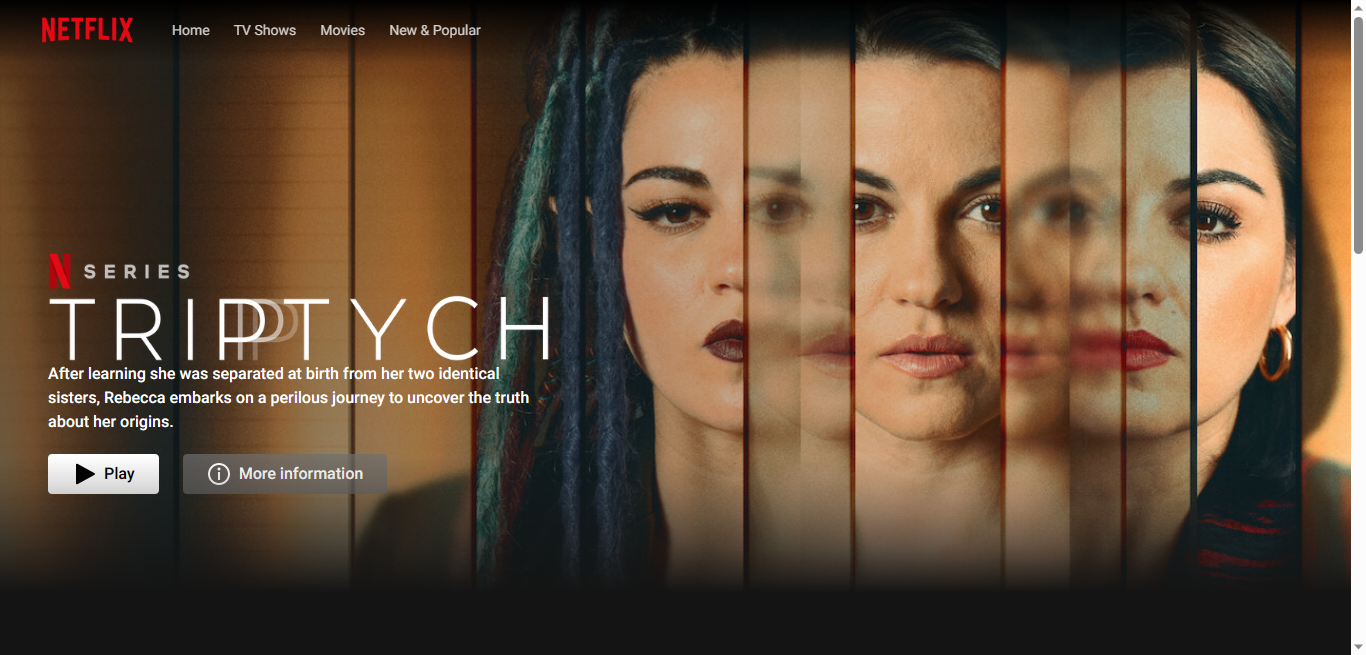 NETFLIX Home TV Shows Movies New & Popular
N SERIES
TRIPTYCH
After learning she was separated at birth from her two identical
sisters, Rebecca embarks on a perilous journey to uncover the truth
about her origins.
Play More information